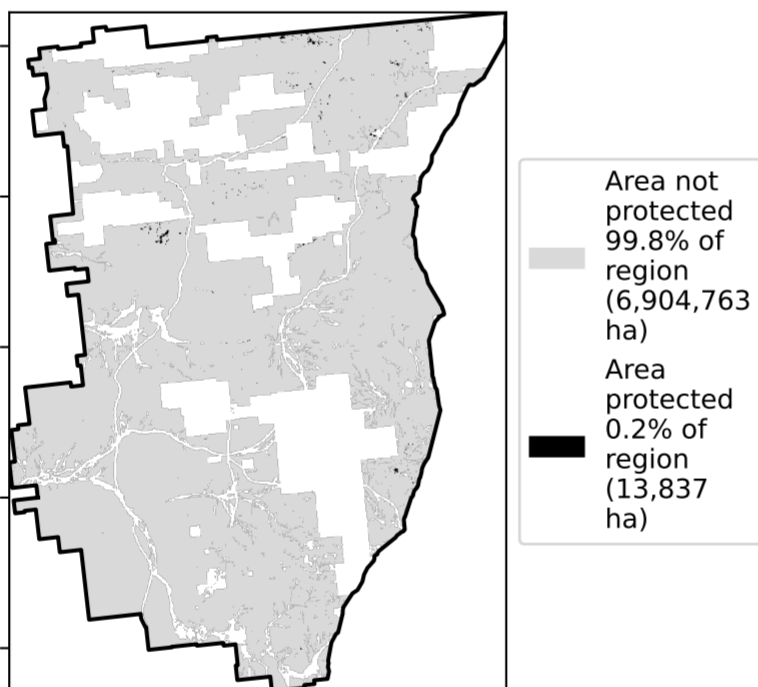 Area not
protected
99.8% of
region
(6,904,763
ha)
Area
protected
0.2% of
region
(13,837
ha)